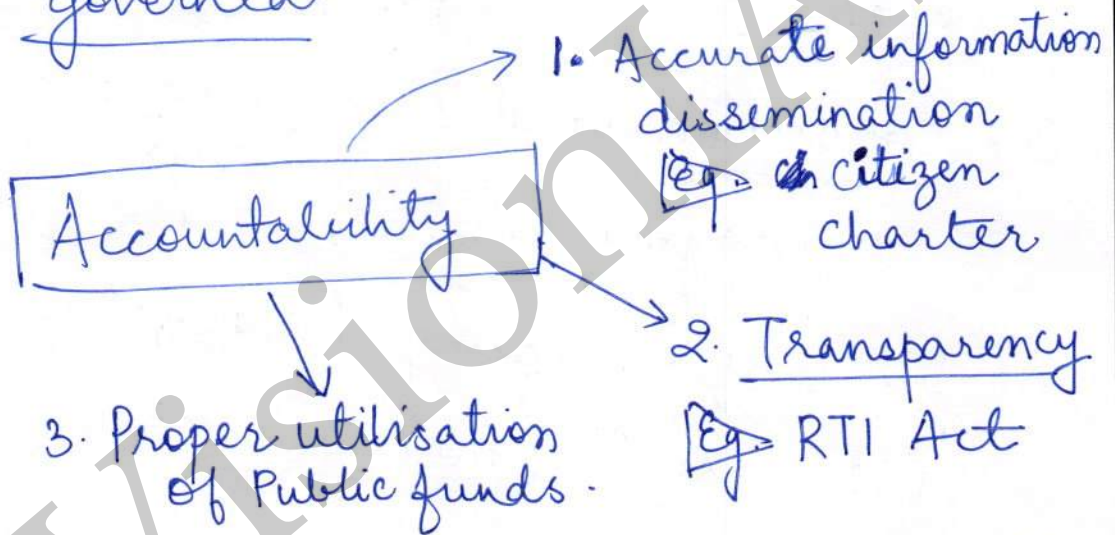 governed
1. Accurate information
dissemination
Eg. citizen
charter
Accountability
2. Transparency
Eg. RTI Act
3. Proper utilisation
of Public funds.
VisionIA